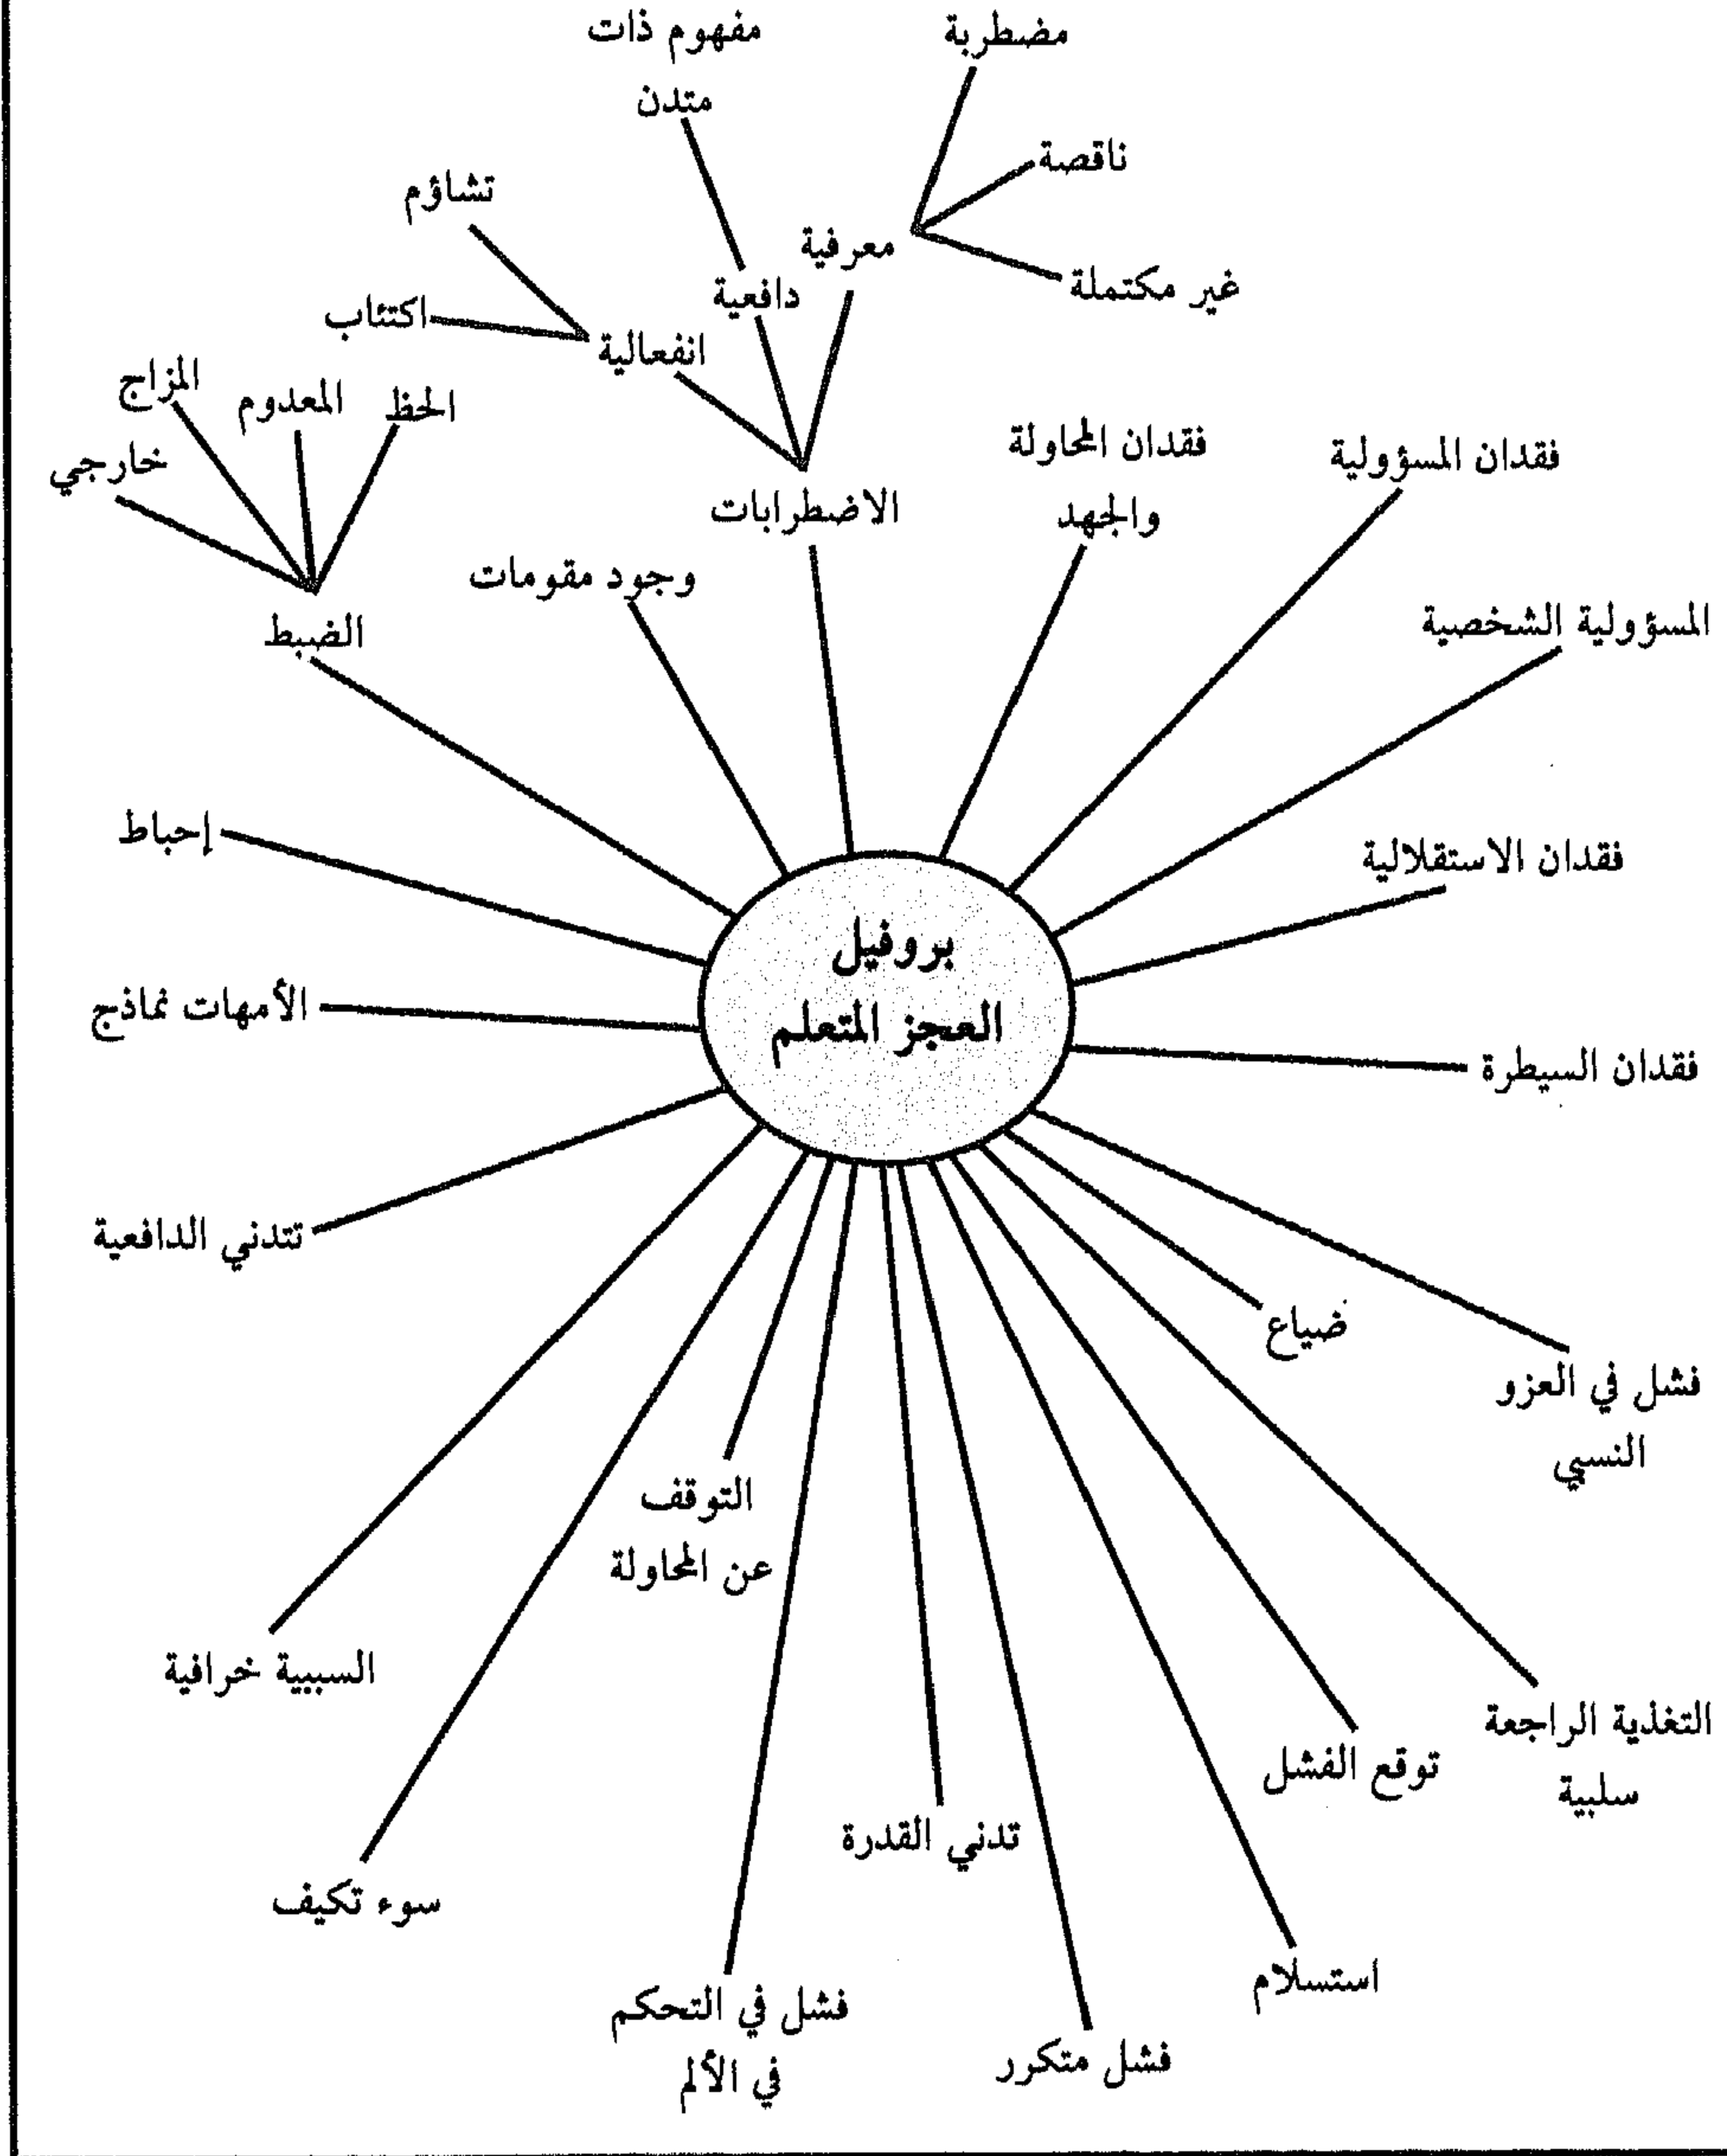 مضطربة
مفهوم ذات
متدن
ناقصة
تشاؤم
معرفية
غير مكتملة
دافعية
اكتئاب
انفعالية
المزاج
المعدوم
الحظ
خارجي
فقدان المحاولة
والجهد
فقدان المسؤولية
الاضطرابات
وجود مقومات
الضبط
المسؤولية الشخصية
إحباط
فقدان الاستقلالية
بروفيل
العجز المتعلم
الأمهات نماذج
فقدان السيطرة
تتدني الدافعية
ضياع
فشل في العزو
النسبي
التوقف
عن المحاولة
السببية خرافية
التغذية الراجعة
سلبية
توقع الفشل
تدني القدرة
سوء تكيف
استسلام
فشل في التحكم
في الألم
فشل متكرر